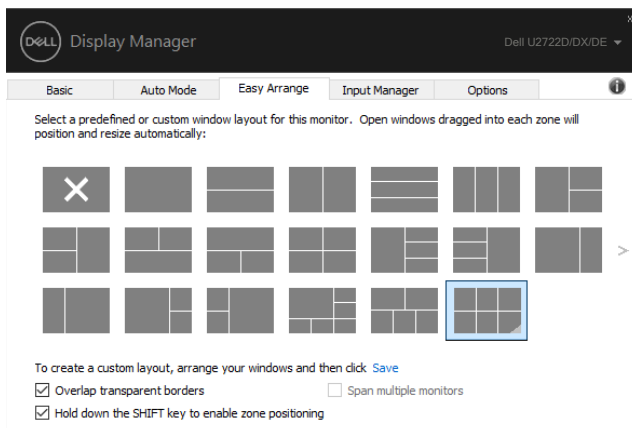 DELL Display Manager
Dell U2722D/DX/DE
Basic Auto Mode Easy Arrange Input Manager Options
Select a predefined or custom window layout for this monitor. Open windows dragged into each zone will
position and resize automatically:
To create a custom layout, arrange your windows and then click Save
Overlap transparent borders
Span multiple monitors
Hold down the SHIFT key to enable zone positioning